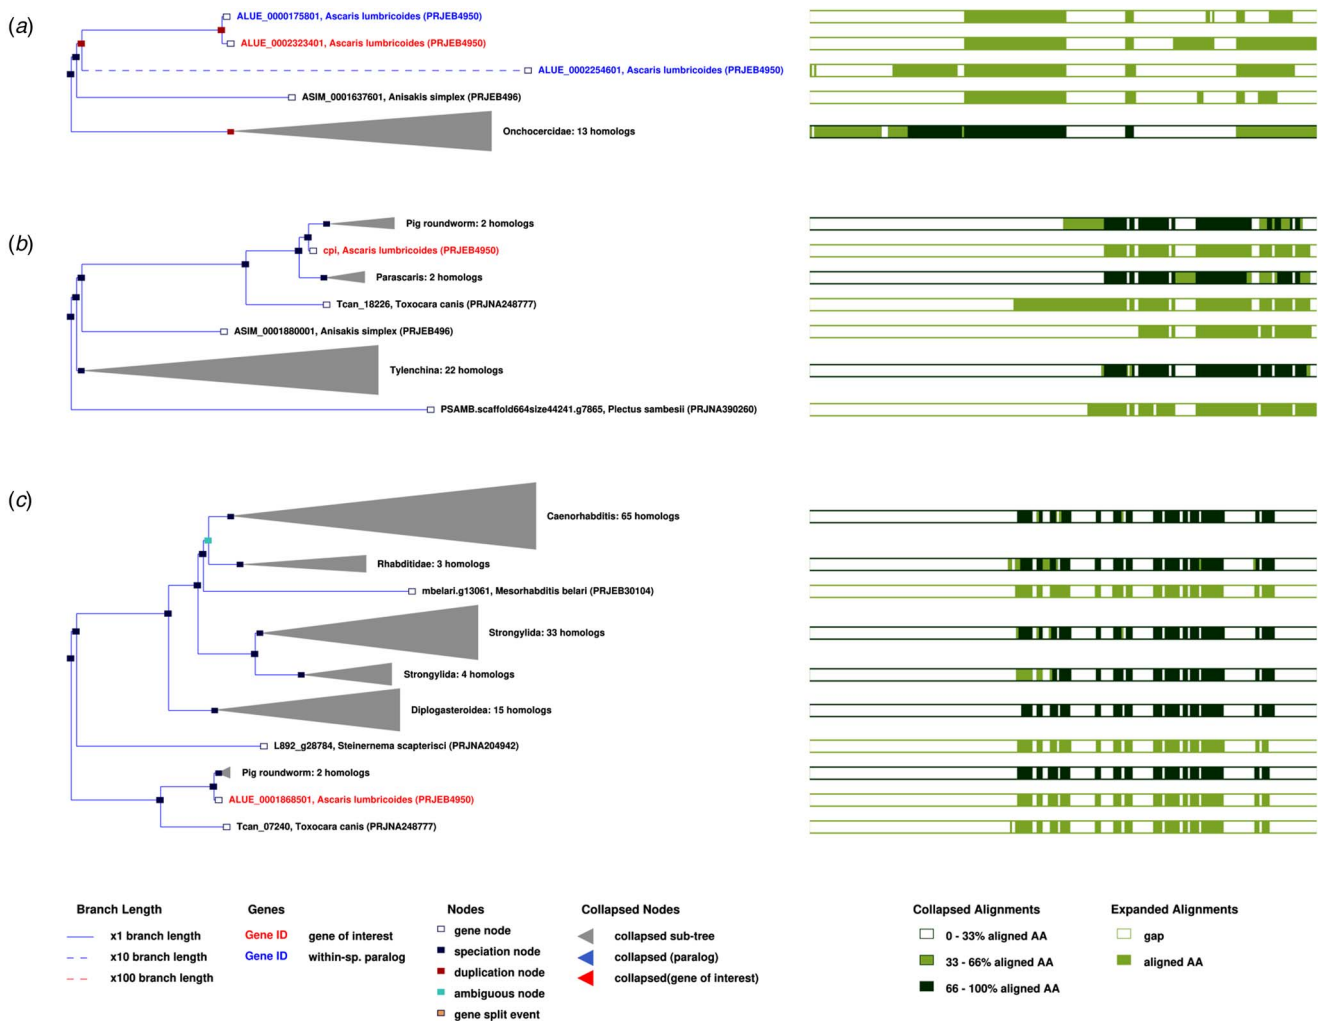 (a)
ALUE_0000175801, Ascaris lumbricoides (PRJEB4950)
ALUE_0002323401, Ascaris lumbricoides (PRJEB4950)
ALUE_0002254601, Ascaris lumbricoides (PRJEB4950)
ASIM_0001637601, Anisakis simplex (PRJEB496)
Onchocercidae: 13 homologs
(b)
Pig roundworm: 2 homologs
cpi, Ascaris lumbricoides (PRJEB4950)
Parascaris: 2 homologs
Tcan_18226, Toxocara canis (PRJNA248777)
ASIM_0001880001, Anisakis simplex (PRJEB496)
Tylenchina: 22 homologs
PSAMB.scaffold664size44241.g7865, Plectus sambesii (PRJNA390260)
(c)
Caenorhabditis: 65 homologs
Rhabditidae: 3 homologs
mbelari.g13061, Mesorhabditis belari (PRJEB30104)
Strongylida: 33 homologs
Strongylida: 4 homologs
Diplogasteroidea: 15 homologs
L892_g28784, Steinernema scapterisci (PRJNA204942)
Pig roundworm: 2 homologs
ALUE_0001868501, Ascaris lumbricoides (PRJEB4950)
Tcan_07240, Toxocara canis (PRJNA248777)
Branch Length
x1 branch length
x10 branch length
x100 branch length
Genes
Gene ID gene of interest
Gene ID within-sp. paralog
Nodes
gene node
speciation node
duplication node
ambiguous node
gene split event
Collapsed Nodes
collapsed sub-tree
collapsed (paralog)
collapsed(gene of interest)
Collapsed Alignments
0 - 33% aligned AA
33 - 66% aligned AA
66 - 100% aligned AA
Expanded Alignments
gap
aligned AA